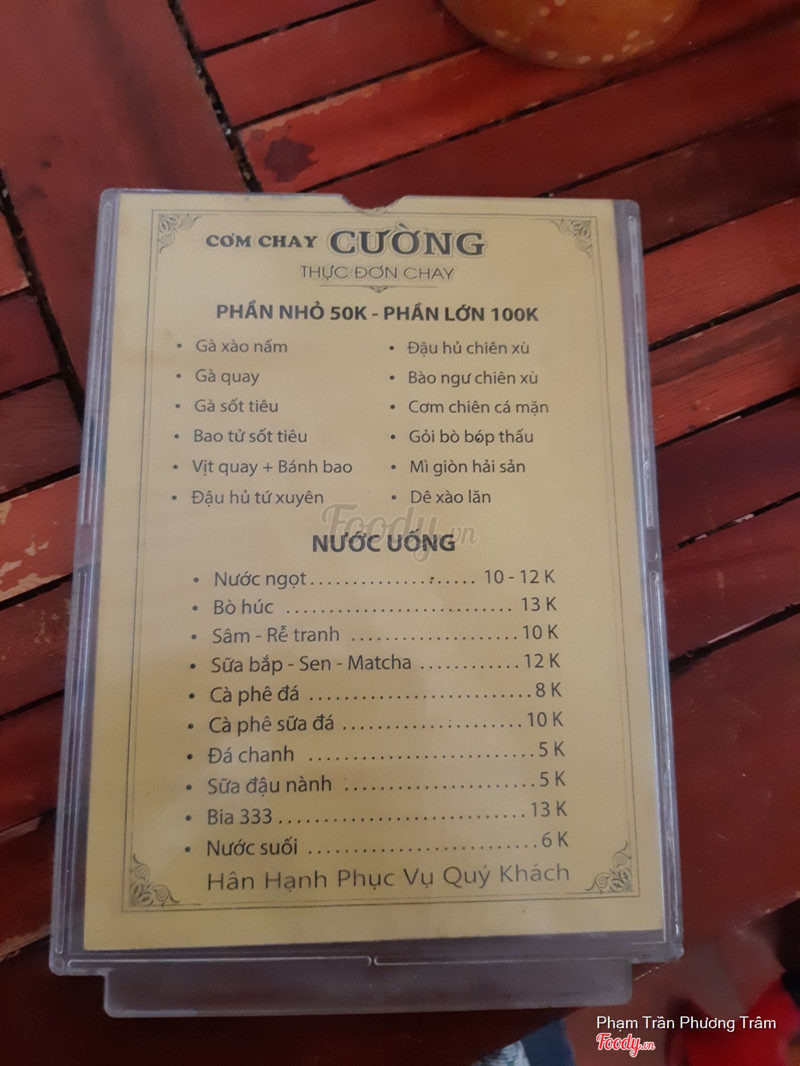 CƠM CHAY CƯỜNG
THỰC ĐƠN CHAY
PHẦN NHỎ 50K - PHẦN LỚN 100K
• Gà xào nấm
• Gà quay
• Gà sốt tiêu
• Bao tử sốt tiêu
• Vịt quay + Bánh bao
• Đậu hủ tứ xuyên
• Đậu hủ chiên xù
• Bào ngư chiên xù
• Cơm chiên cá mặn
• Gỏi bò bóp thấu
• Mì giòn hải sản
• Dê xào lăn
Foody.vn
NƯỚC UỐNG
• Nước ngọt.................... 10 - 12 K
• Bò húc ............................ 13 K
• Sâm - Rễ tranh ....................10 K
• Sữa bắp - Sen - Matcha ............12 K
• Cà phê đá ...........................8 K
• Cà phê sữa đá ......................10 K
• Đá chanh ............................5 K
• Sữa đậu nành .......................5 K
• Bia 333...............................13 K
• Nước suối ............................6 K
Hân Hạnh Phục Vụ Quý Khách
Phạm Trần Phương Trâm
Foody.vn